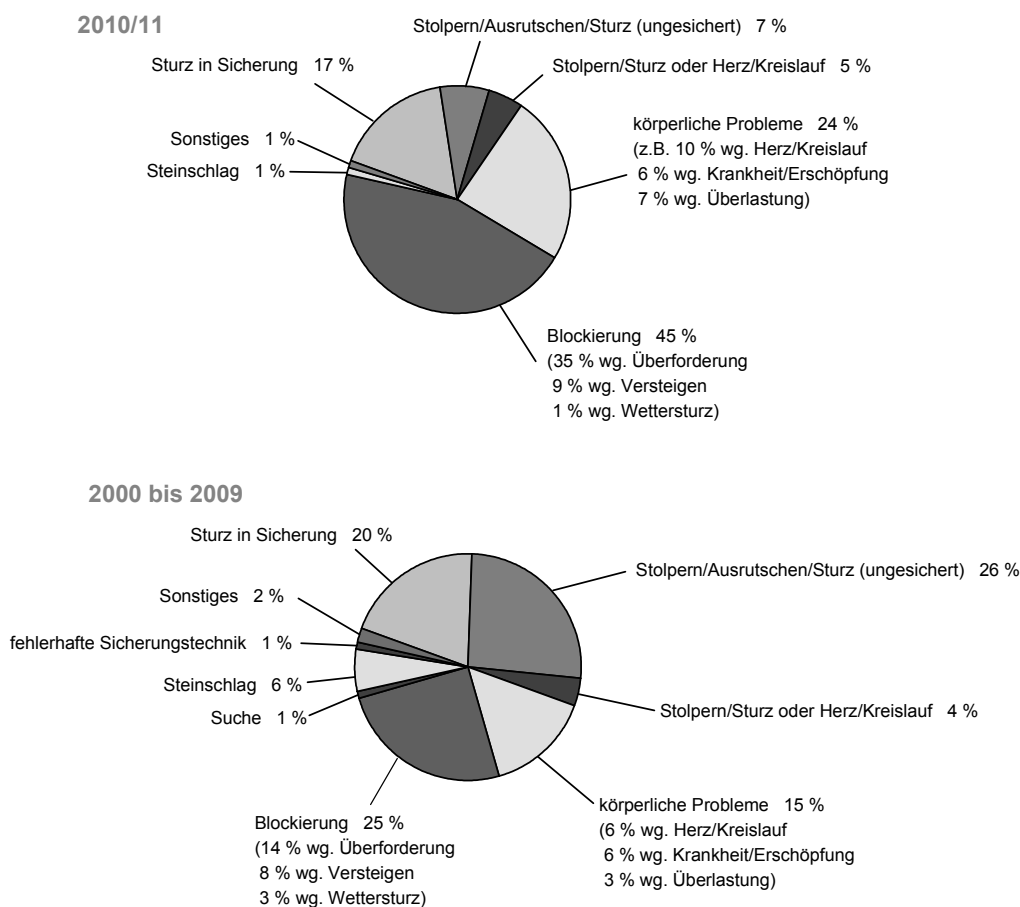 2010/11
Stolpern/Ausrutschen/Sturz (ungesichert) 7 %
Sturz in Sicherung 17 %
Stolpern/Sturz oder Herz/Kreislauf 5 %
körperliche Probleme 24 %
(z.B. 10 % wg. Herz/Kreislauf
6 % wg. Krankheit/Erschöpfung
7 % wg. Überlastung)
Sonstiges 1 %
Steinschlag 1 %
Blockierung 45 %
(35 % wg. Überforderung
9 % wg. Versteigen
1 % wg. Wettersturz)
2000 bis 2009
Sturz in Sicherung 20 %
Stolpern/Ausrutschen/Sturz (ungesichert) 26 %
Sonstiges 2 %
fehlerhafte Sicherungstechnik 1 %
Steinschlag 6 %
Suche 1 %
Stolpern/Sturz oder Herz/Kreislauf 4 %
körperliche Probleme 15 %
(6 % wg. Herz/Kreislauf
6 % wg. Krankheit/Erschöpfung
3 % wg. Überlastung)
Blockierung 25 %
(14 % wg. Überforderung
8 % wg. Versteigen
3 % wg. Wettersturz)